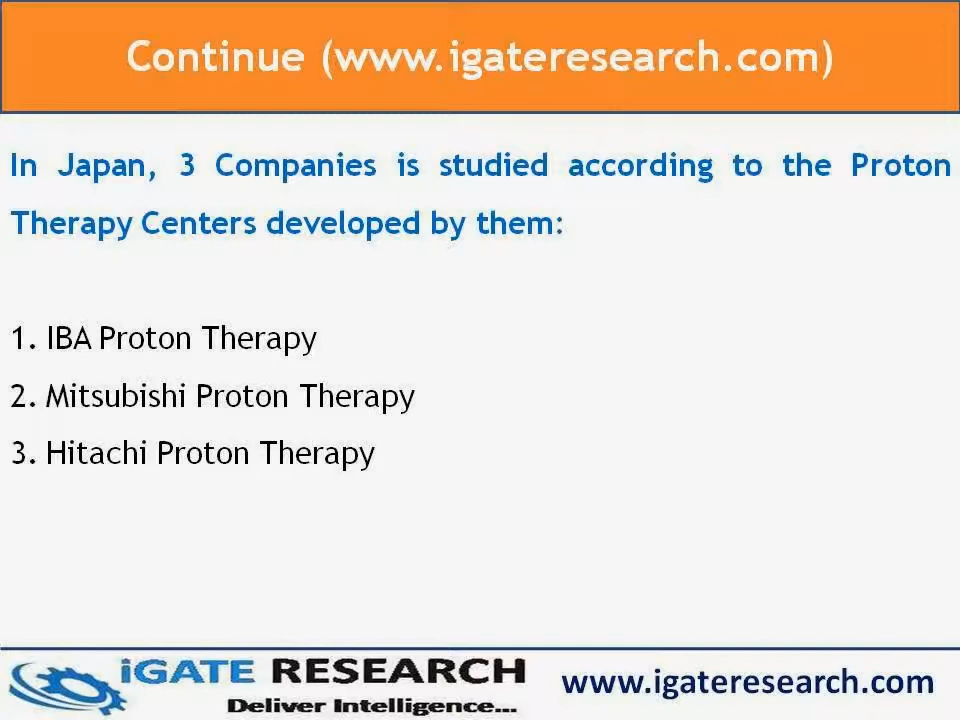 Continue (www.igateresearch.com)
In Japan, 3 Companies is studied according to the Proton
Therapy Centers developed by them:
1. IBA Proton Therapy
2. Mitsubishi Proton Therapy
3. Hitachi Proton Therapy
iGATE RESEARCH
Deliver Intelligence...
www.igateresearch.com